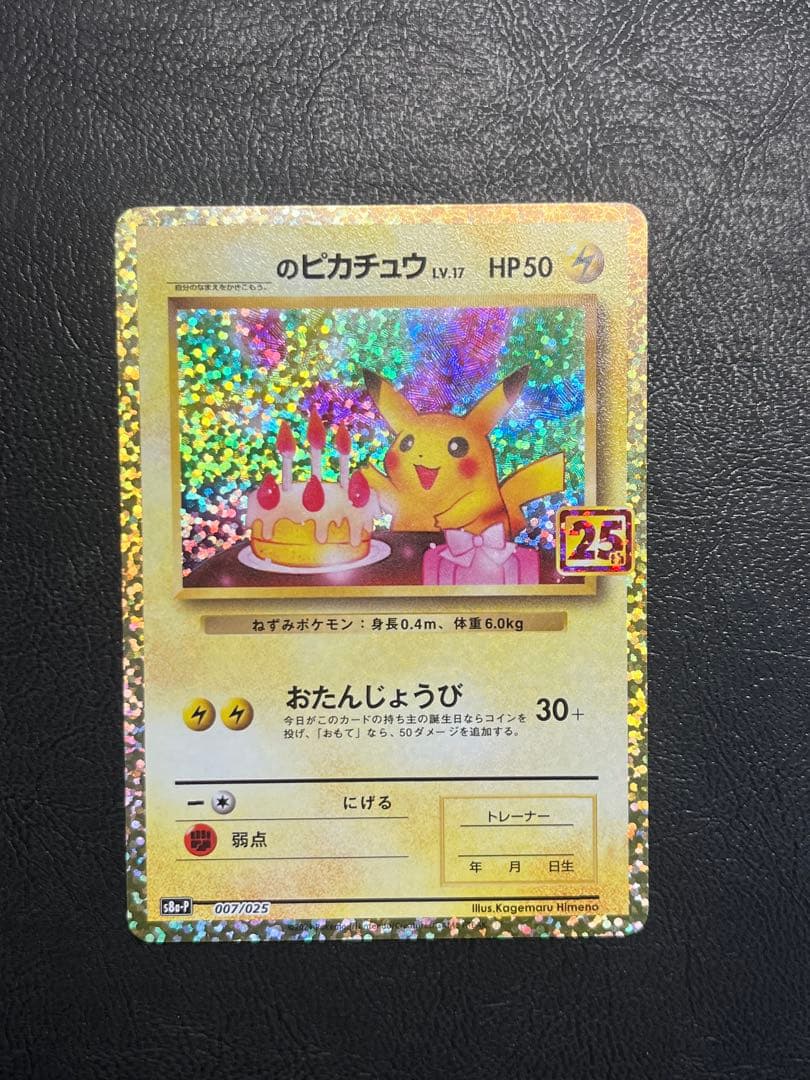 のピカチュウ LV.17 HP50
自分のなまえをかきこもう。
25th
ねずみポケモン：身長0.4m、体重6.0kg
おたんじょうび 30+
今日がこのカードの持ち主の誕生日ならコインを
投げ、「おもて」なら、50ダメージを追加する。
にげる
弱点
トレーナー
年 月 日生
s8a-P 007/025 Illus.Kagemaru Himeno